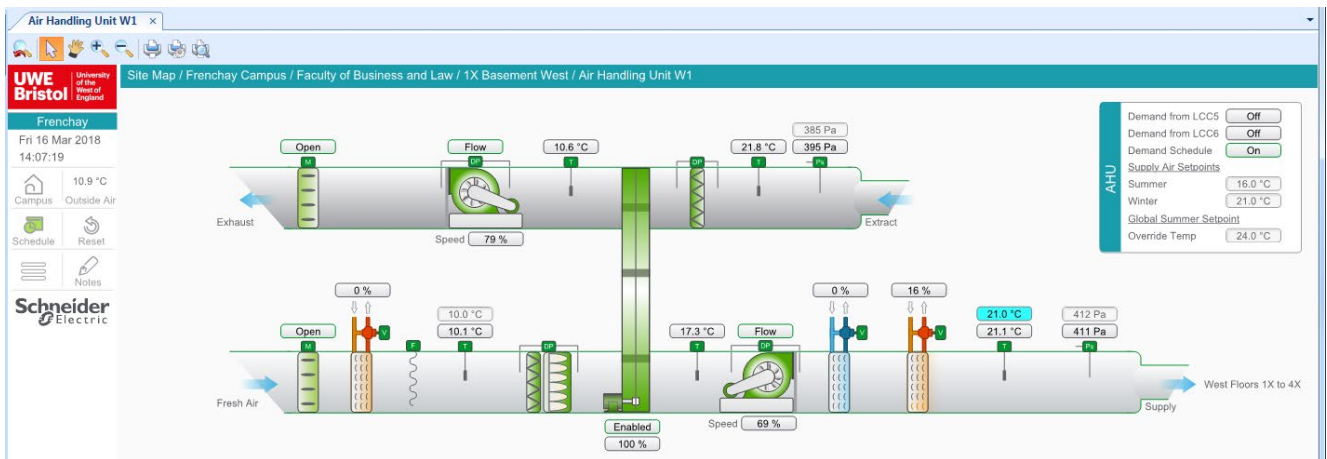 Air Handling Unit W1 ×
UWE Bristol
University of the West of England
Site Map / Frenchay Campus / Faculty of Business and Law / 1X Basement West / Air Handling Unit W1
Frenchay
Fri 16 Mar 2018
14:07:19
Campus
10.9 °C
Outside Air
Schedule
Reset
Notes
Schneider
Electric
385 Pa
Open
Flow
10.6 °C
21.8 °C
395 Pa
M
DP
T
DP
T
Ps
Exhaust
Extract
Speed 79 %
AHU
Demand from LCC5 Off
Demand from LCC6 Off
Demand Schedule On
Supply Air Setpoints
Summer 16.0 °C
Winter 21.0 °C
Global Summer Setpoint
Override Temp 24.0 °C
0 %
0 %
16 %
10.0 °C
21.0 °C
412 Pa
Open
10.1 °C
17.3 °C
Flow
21.1 °C
411 Pa
M
V
F
T
DP
T
DP
V
V
T
Ps
Fresh Air
West Floors 1X to 4X
Supply
Enabled
Speed 69 %
100 %